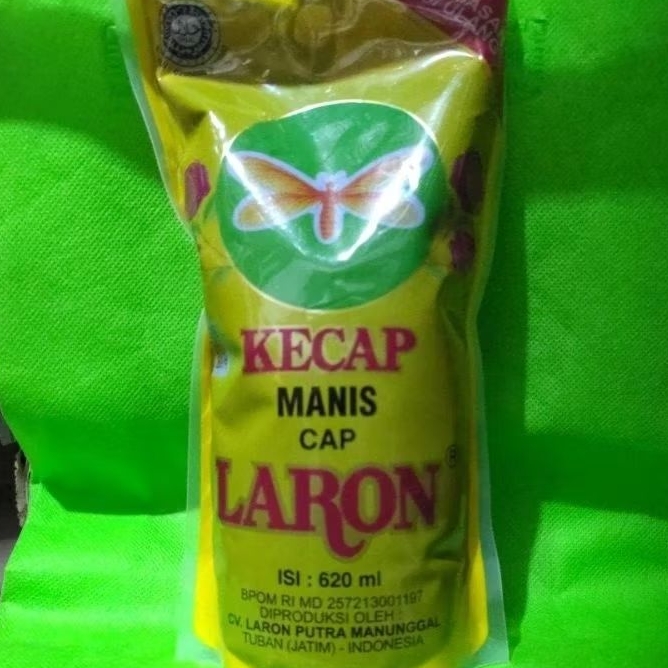 KECAP
MANIS
CAP
LARON®
ISI : 620 ml
BPOM RI MD 257213001197
DIPRODUKSI OLEH :
CV. LARON PUTRA MANUNGGAL
TUBAN (JATIM) - INDONESIA